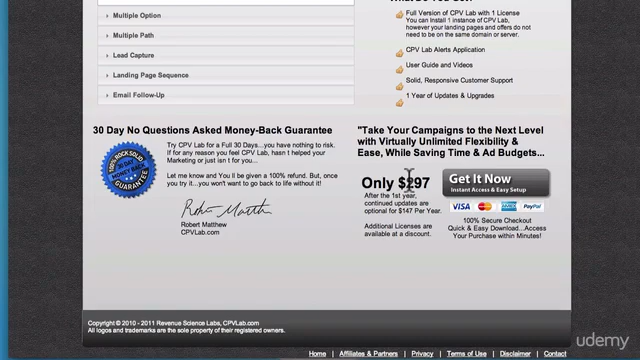 Multiple Option
Multiple Path
Lead Capture
Landing Page Sequence
Email Follow-Up
Full Version of CPV Lab with 1 License
You can Install 1 instance of CPV Lab,
however your landing pages and offers do not
need to be on the same domain or server.
CPV Lab Alerts Application
User Guide and Videos
Solid, Responsive Customer Support
1 Year of Updates & Upgrades
30 Day No Questions Asked Money-Back Guarantee
100% ROCK SOLID
30 DAY
MONEY BACK
GUARANTEE
Try CPV Lab for a Full 30 Days...you have nothing to risk.
If for any reason you feel CPV Lab, hasn t helped your
Marketing or just isn t for you...
Let me know and You ll be given a 100% refund. But, once
you try it...you won't want to go back to life without it!
Robert Matthew
CPVLab.com
"Take Your Campaigns to the Next Level
with Virtually Unlimited Flexibility &
Ease, While Saving Time & Ad Budgets...
Only $297
After the 1st year,
continued updates are
optional for $147 Per Year.
Additional Licenses are
available at a discount.
Get It Now
Instant Access & Easy Setup
VISA
AMEX
PayPal
100% Secure Checkout
Quick & Easy Download...Access
Your Purchase within Minutes!
Copyright © 2010 - 2011 Revenue Science Labs, CPVLab.com
All logos and trademarks are the sole property of their registered owners.
Home | Affiliates & Partners | Privacy | Terms of Use | Disclaimer | Contact
udemy